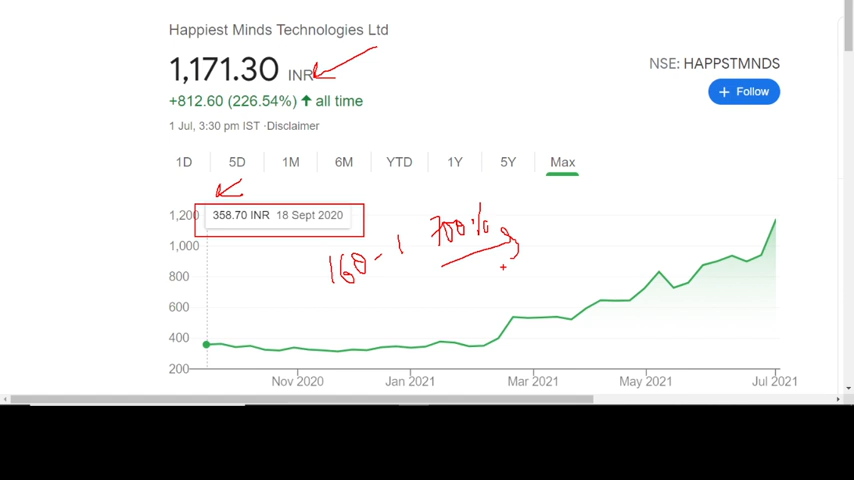 Happiest Minds Technologies Ltd
1,171.30 INR
NSE: HAPPSTMNDS
+812.60 (226.54%) ↑ all time
+ Follow
1 Jul, 3:30 pm IST · Disclaimer
1D 5D 1M 6M YTD 1Y 5Y Max
1,200
358.70 INR 18 Sept 2020
700%
1,000
160 - 1
800
600
400
200
Nov 2020 Jan 2021 Mar 2021 May 2021 Jul 2021